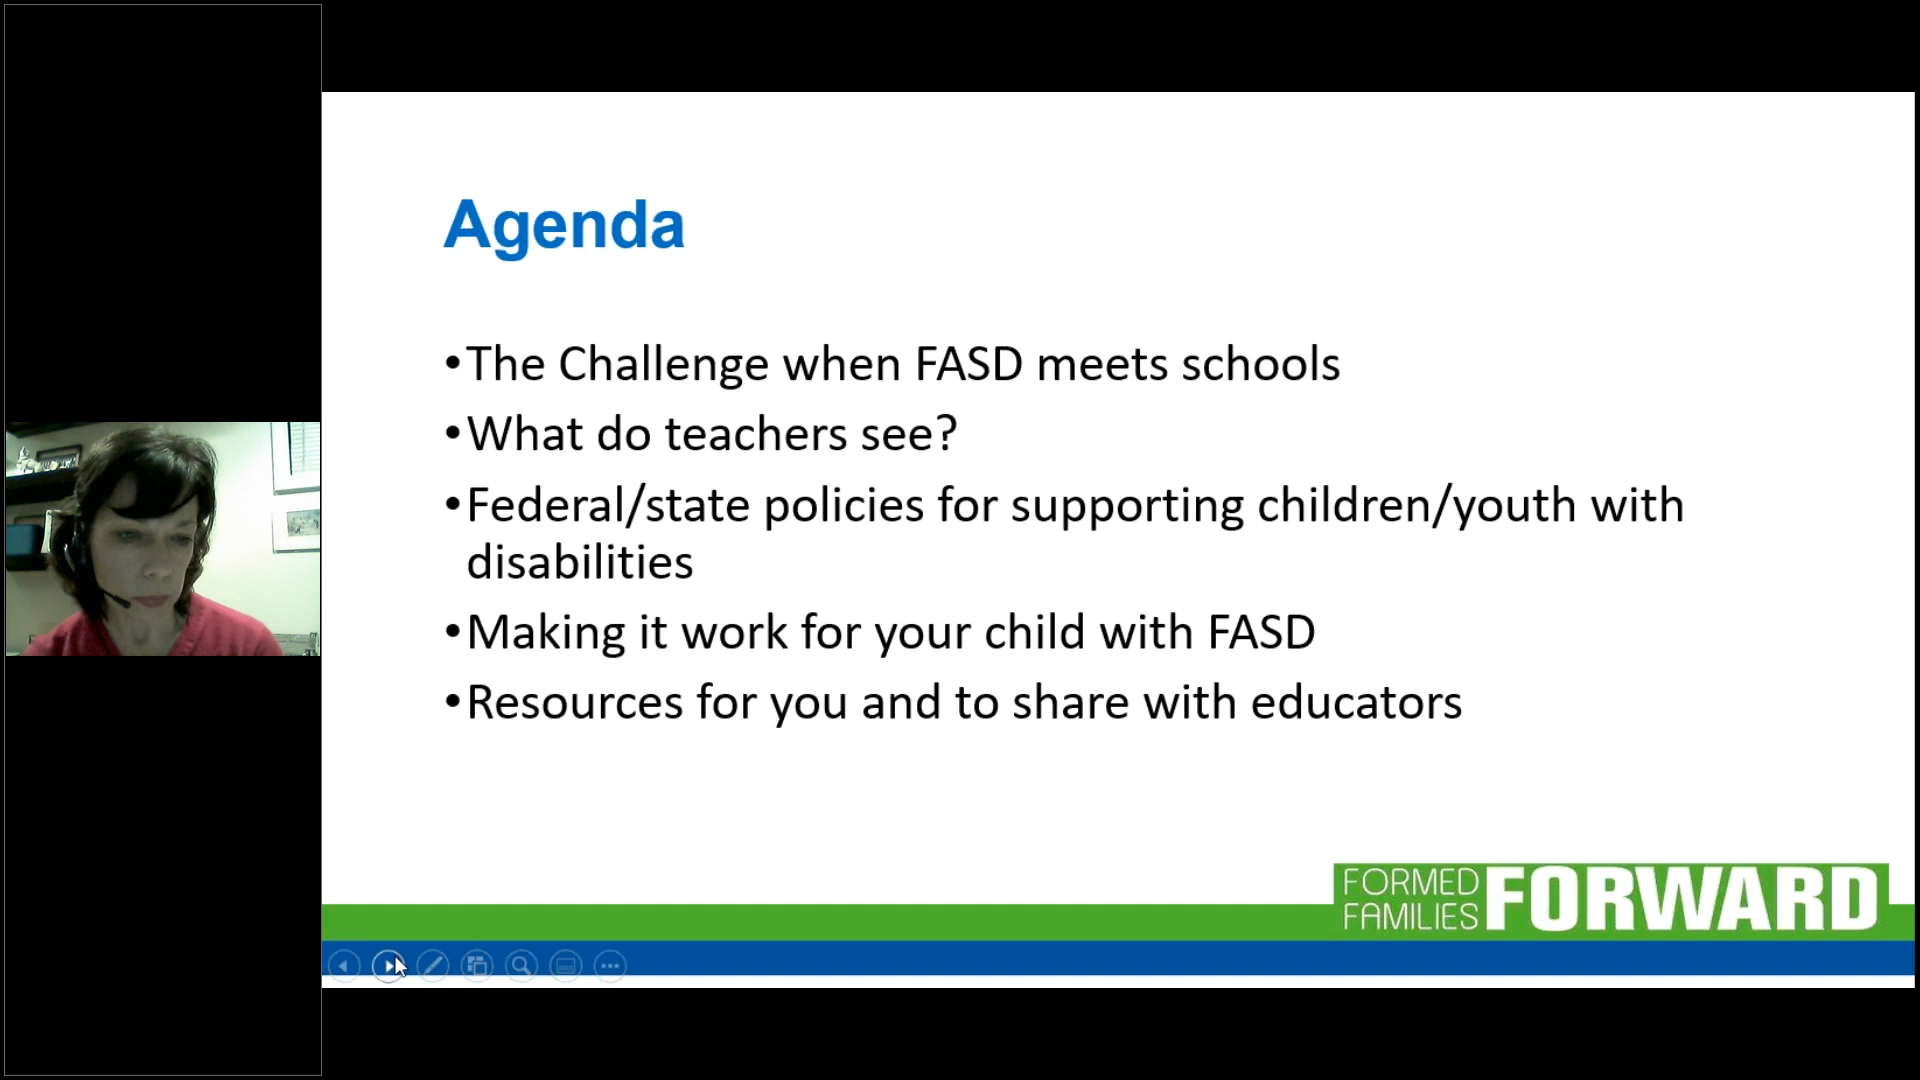 Agenda
•The Challenge when FASD meets schools
•What do teachers see?
•Federal/state policies for supporting children/youth with
disabilities
•Making it work for your child with FASD
•Resources for you and to share with educators
FORMED
FAMILIES
FORWARD